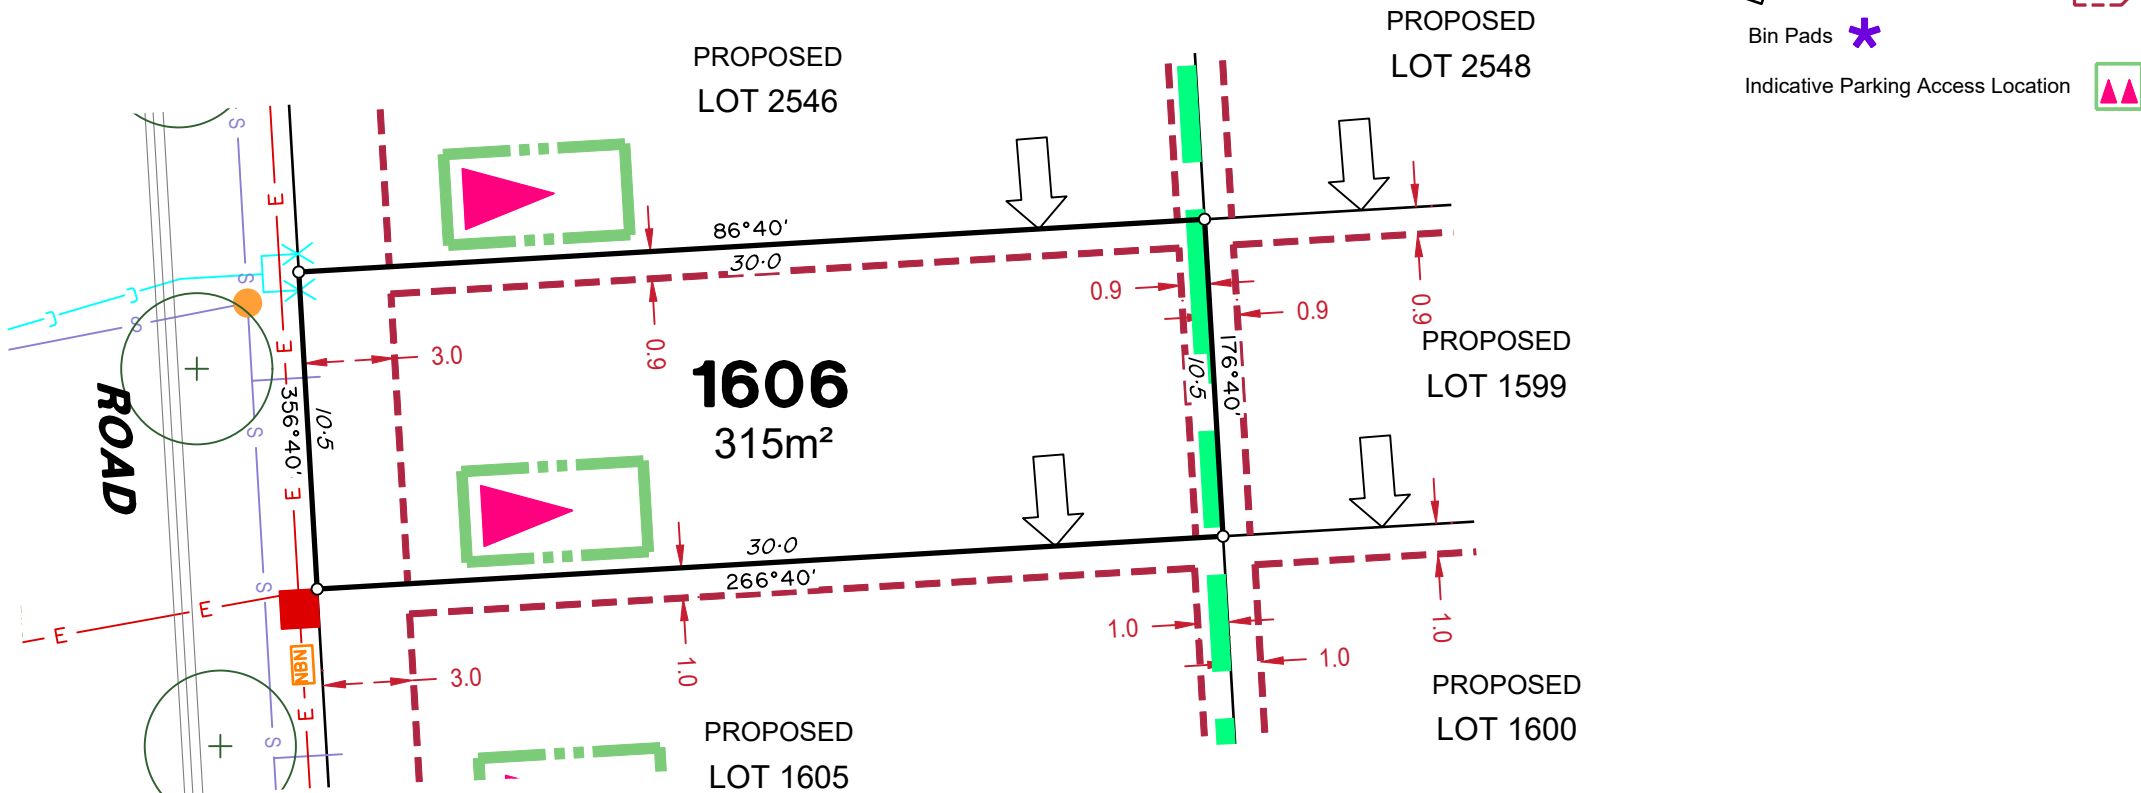 PROPOSED
LOT 2546
PROPOSED
LOT 2548
Bin Pads
Indicative Parking Access Location
S
E
86°40'
30·0
S
E
0.9
0.9
0.9
3.0
0.9
S
E
ROAD
356°40'
10·5
1606
315m²
10·5
176°40'
PROPOSED
LOT 1599
S
E
30·0
266°40'
S
E
E
NBN
E
S
3.0
1.0
1.0
1.0
1.0
PROPOSED
LOT 1605
PROPOSED
LOT 1600